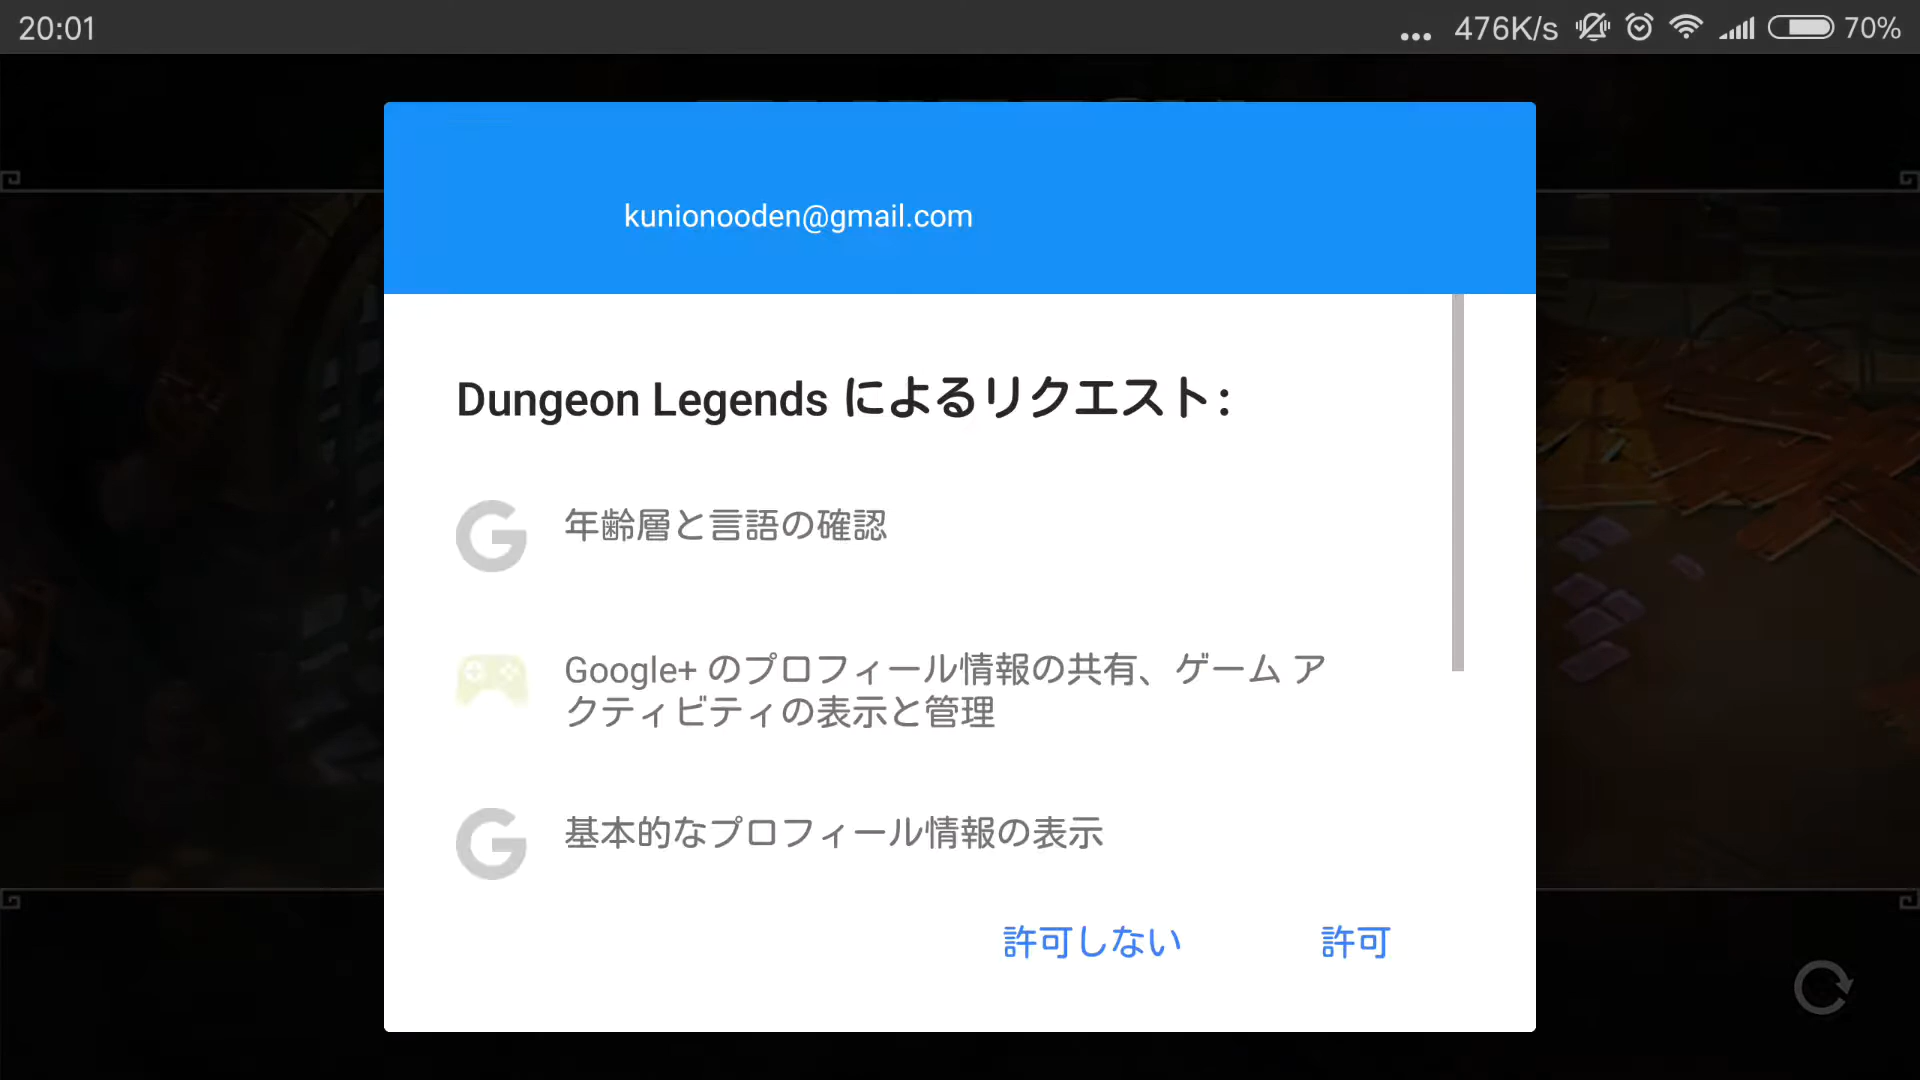 20:01
... 476K/s 70%
kunionooden@gmail.com
Dungeon Legends によるリクエスト:
年齢層と言語の確認
Google+ のプロフィール情報の共有、ゲーム ア
クティビティの表示と管理
基本的なプロフィール情報の表示
許可しない 許可